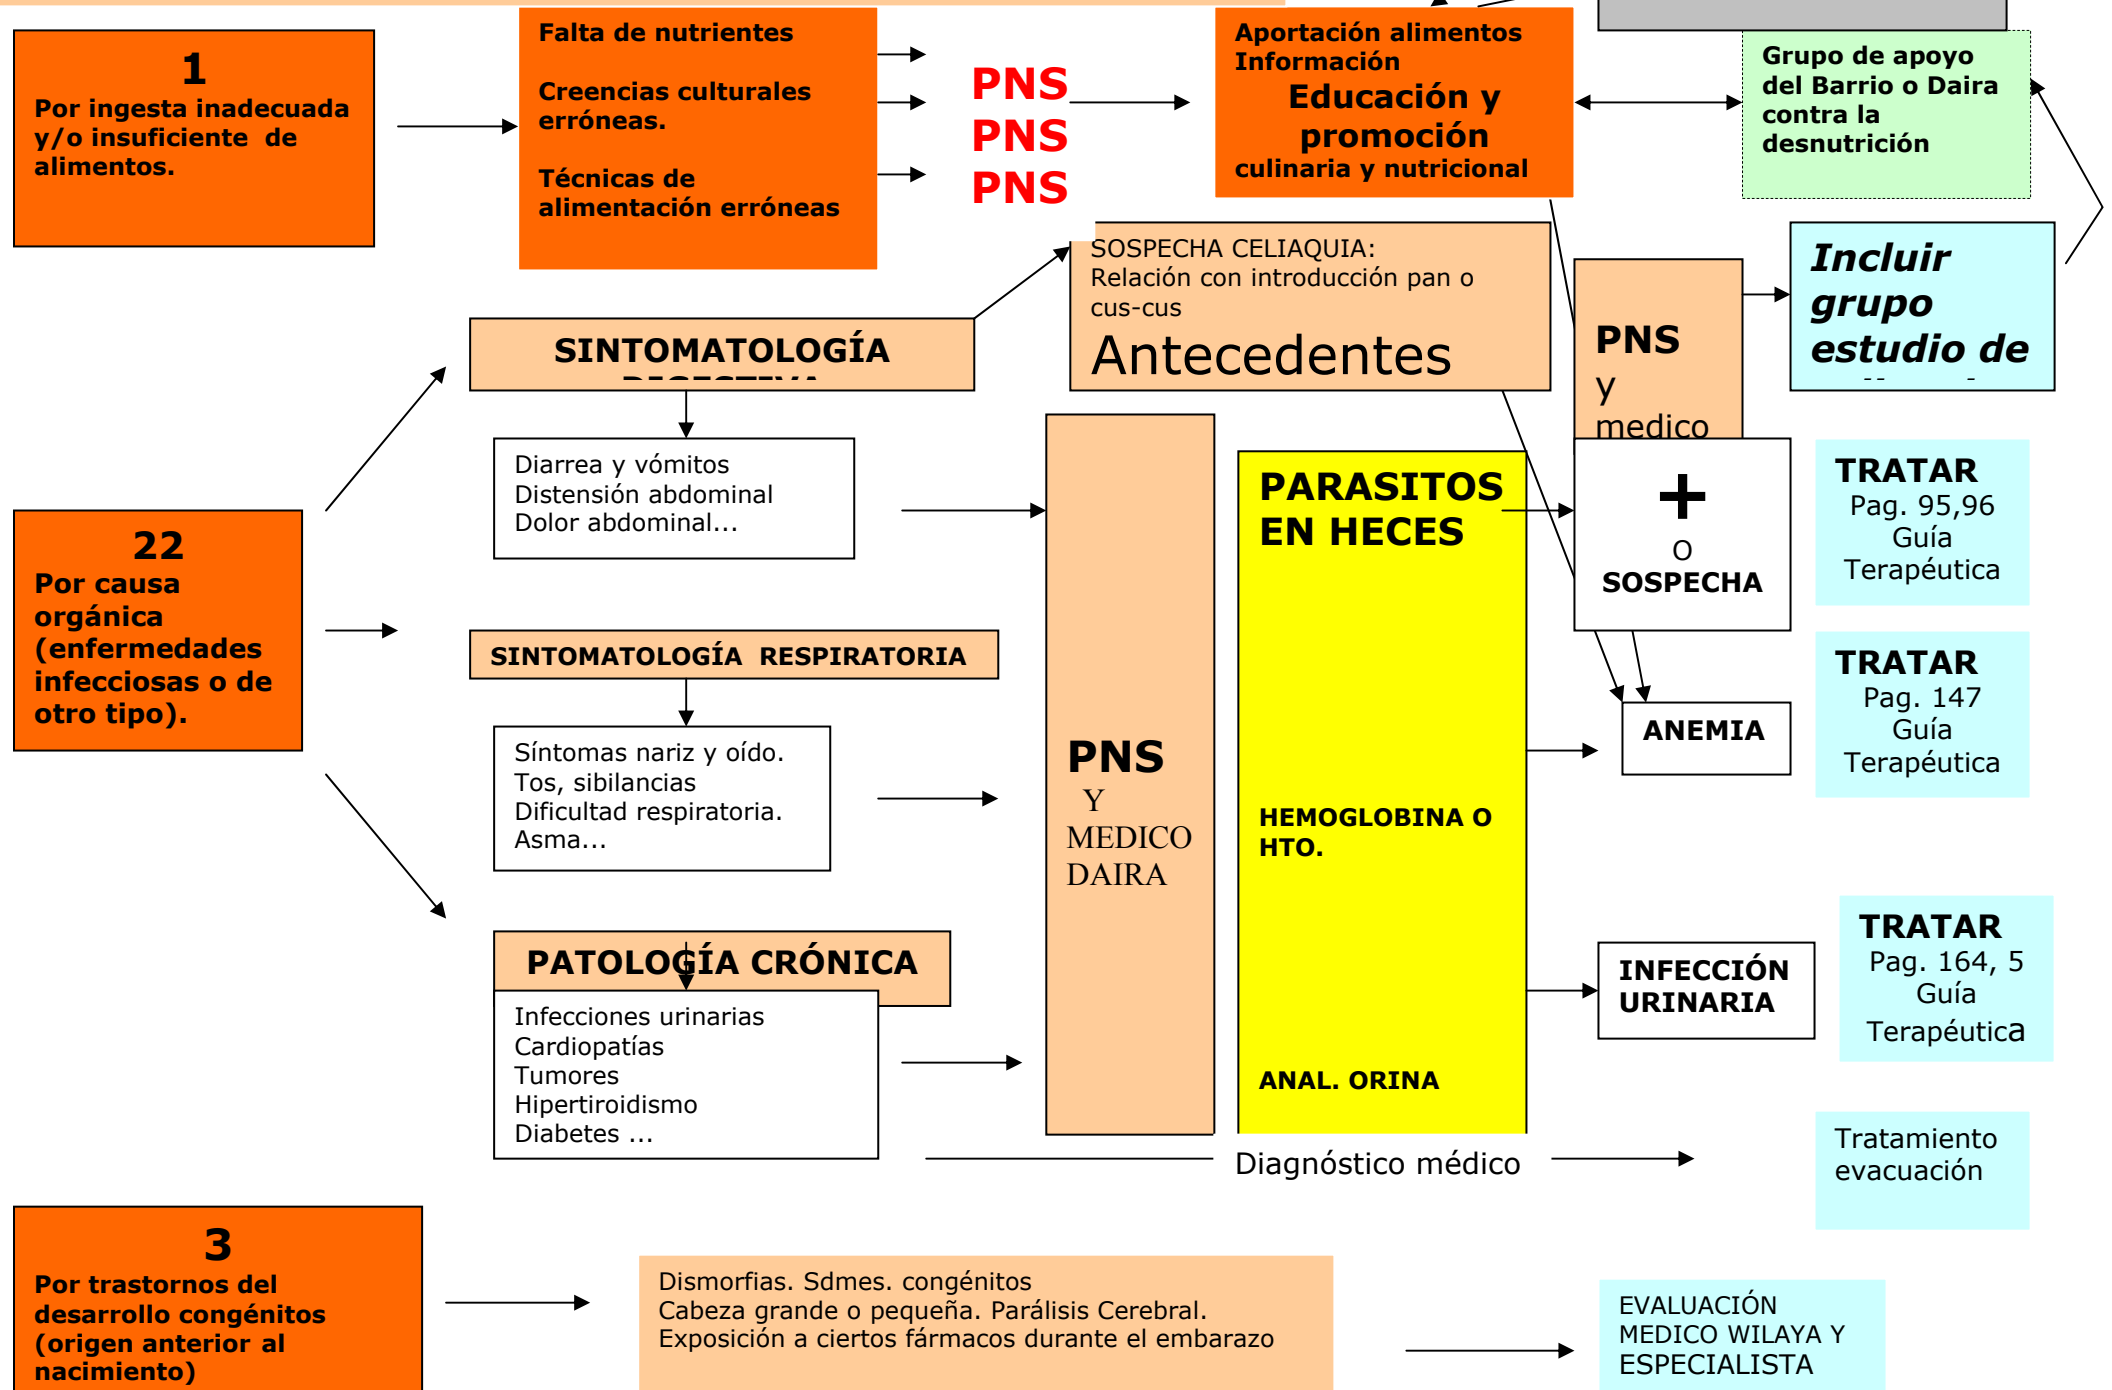 1
Por ingesta inadecuada
y/o insuficiente de
alimentos.
Falta de nutrientes
Creencias culturales
erróneas.
Técnicas de
alimentación erróneas
PNS
PNS
PNS
Aportación alimentos
Información
Educación y
promoción
culinaria y nutricional
Grupo de apoyo
del Barrio o Daira
contra la
desnutrición
SOSPECHA CELIAQUIA:
Relación con introducción pan o
cus-cus
Antecedentes
PNS
y
medico
Incluir
grupo
estudio de
22
Por causa
orgánica
(enfermedades
infecciosas o de
otro tipo).
SINTOMATOLOGÍA
Diarrea y vómitos
Distensión abdominal
Dolor abdominal...
SINTOMATOLOGÍA RESPIRATORIA
Síntomas nariz y oído.
Tos, sibilancias
Dificultad respiratoria.
Asma...
PATOLOGÍA CRÓNICA
Infecciones urinarias
Cardiopatías
Tumores
Hipertiroidismo
Diabetes ...
PNS
Y
MEDICO
DAIRA
PARASITOS
EN HECES
HEMOGLOBINA O
HTO.
ANAL. ORINA
Diagnóstico médico
+
O
SOSPECHA
ANEMIA
INFECCIÓN
URINARIA
TRATAR
Pag. 95,96
Guía
Terapéutica
TRATAR
Pag. 147
Guía
Terapéutica
TRATAR
Pag. 164, 5
Guía
Terapéutica
Tratamiento
evacuación
3
Por trastornos del
desarrollo congénitos
(origen anterior al
nacimiento)
Dismorfias. Sdmes. congénitos
Cabeza grande o pequeña. Parálisis Cerebral.
Exposición a ciertos fármacos durante el embarazo
EVALUACIÓN
MEDICO WILAYA Y
ESPECIALISTA